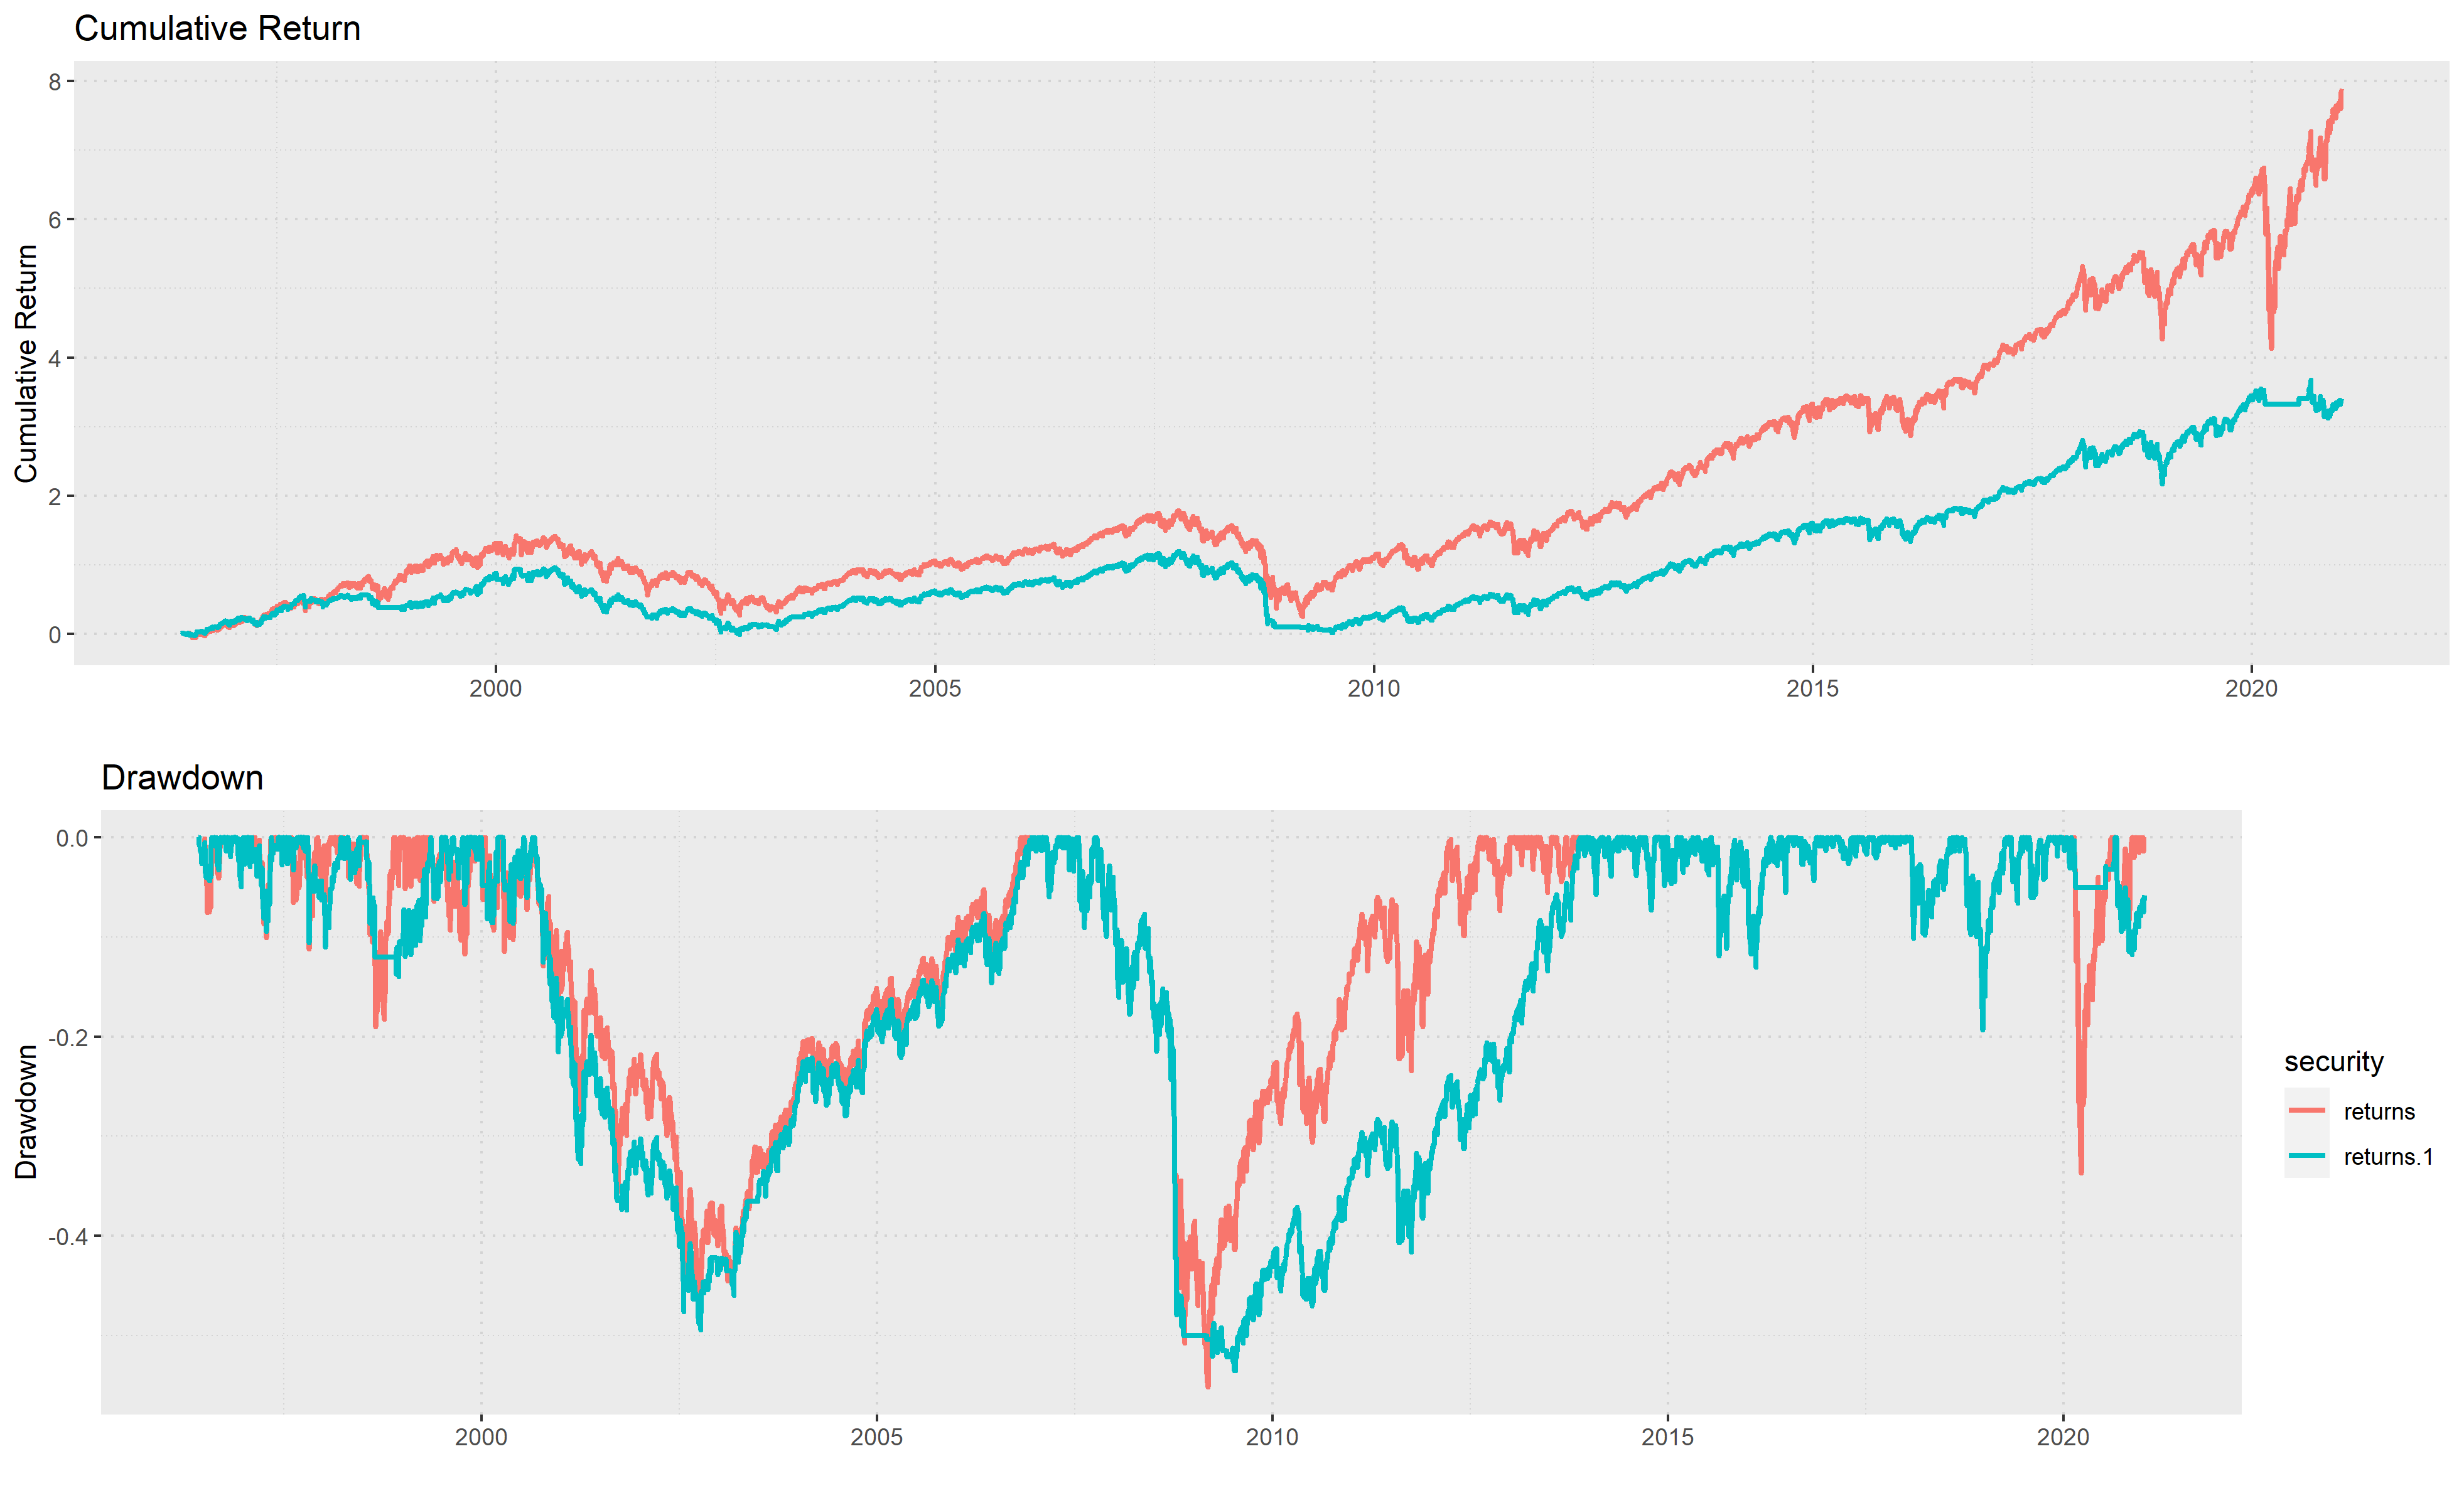 Cumulative Return
Cumulative Return
8
6
4
2
0
2000 2005 2010 2015 2020
Drawdown
Drawdown
0.0
-0.2
-0.4
2000 2005 2010 2015 2020
security
returns
returns.1